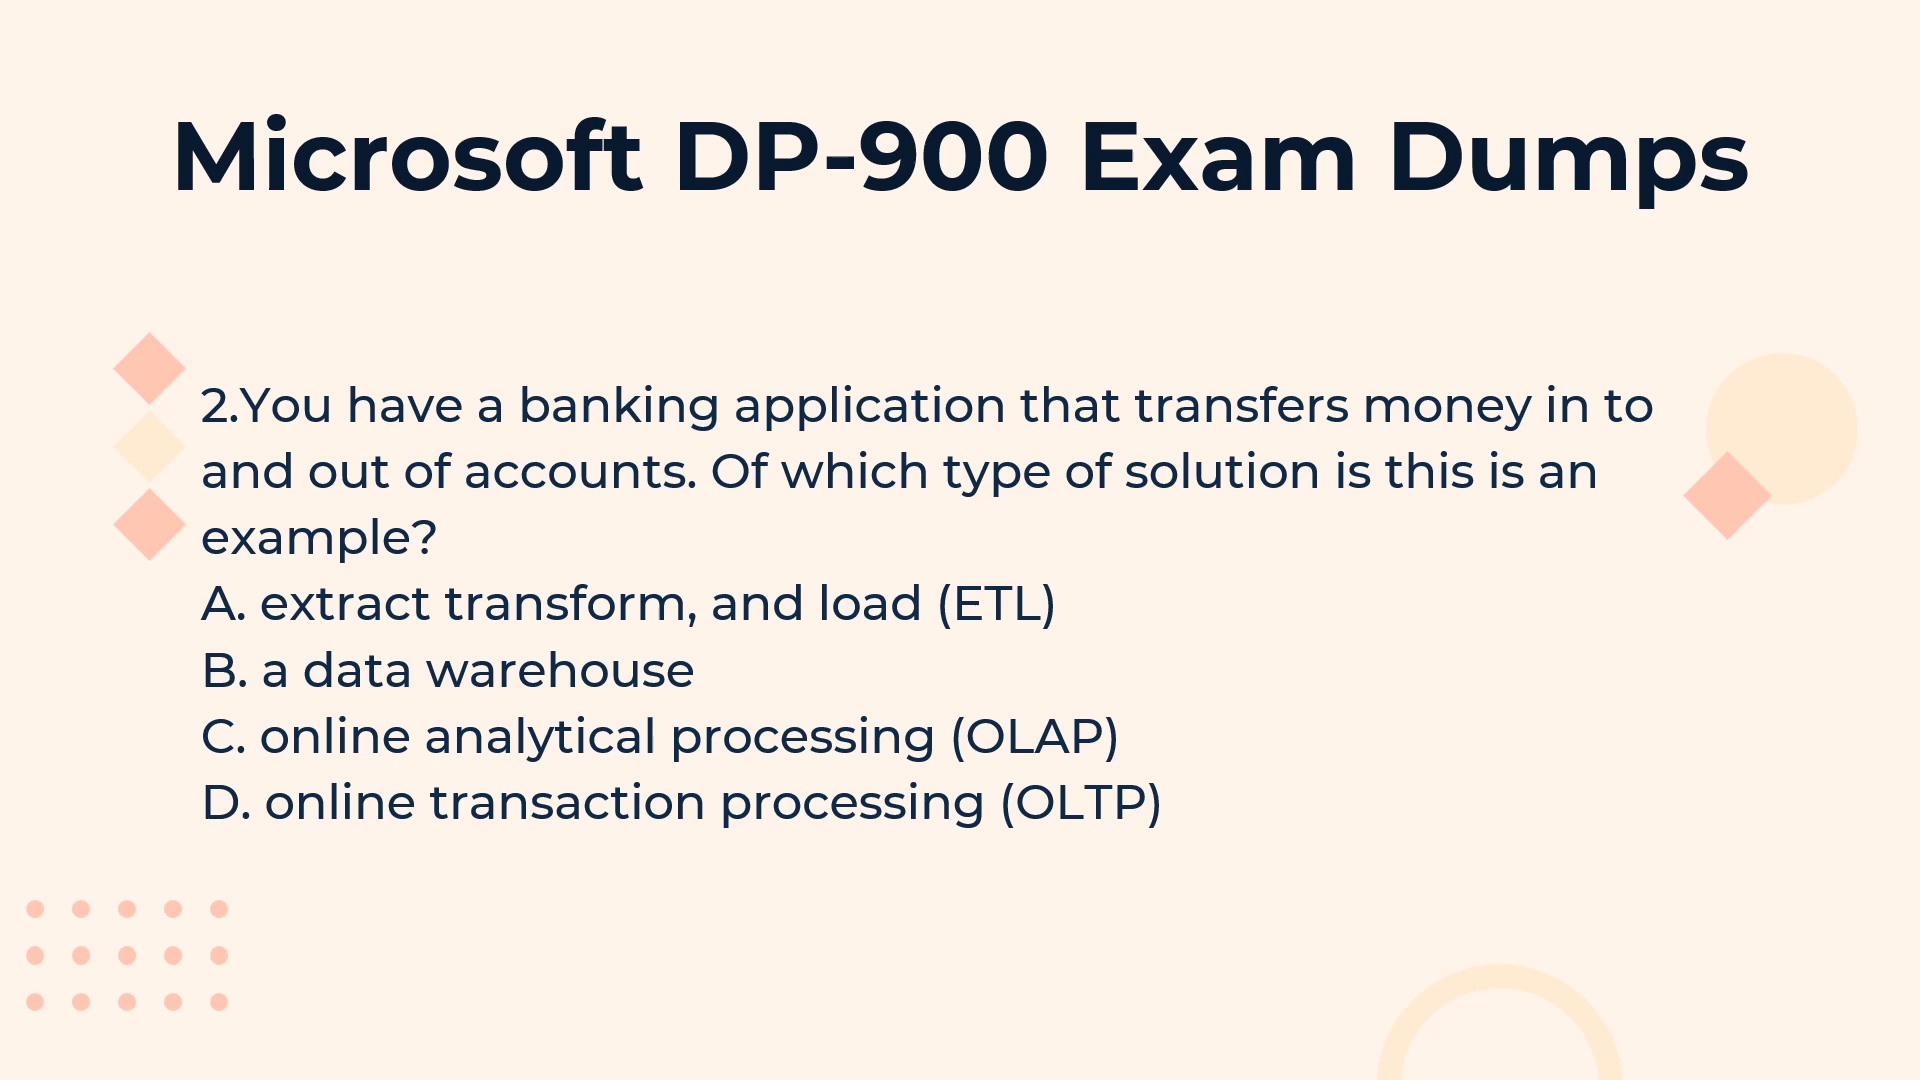 Microsoft DP-900 Exam Dumps
2.You have a banking application that transfers money in to
and out of accounts. Of which type of solution is this is an
example?
A. extract transform, and load (ETL)
B. a data warehouse
C. online analytical processing (OLAP)
D. online transaction processing (OLTP)